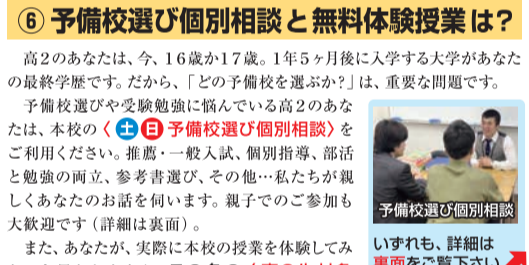 ⑥ 予備校選び個別相談と無料体験授業は？
高２のあなたは、今、１６歳か１７歳。１年５ヶ月後に入学する大学があなた
の最終学歴です。だから、「どの予備校を選ぶか？」は、重要な問題です。
予備校選びや受験勉強に悩んでいる高２のあな
たは、本校の〈土日予備校選び個別相談〉を
ご利用ください。推薦・一般入試、個別指導、部活
と勉強の両立、参考書選び、その他…私たちが親
しくあなたのお話を伺います。親子でのご参加も
大歓迎です（詳細は裏面）。
また、あなたが、実際に本校の授業を体験してみ
予備校選び個別相談
いずれも、詳細は
裏面をご覧下さい